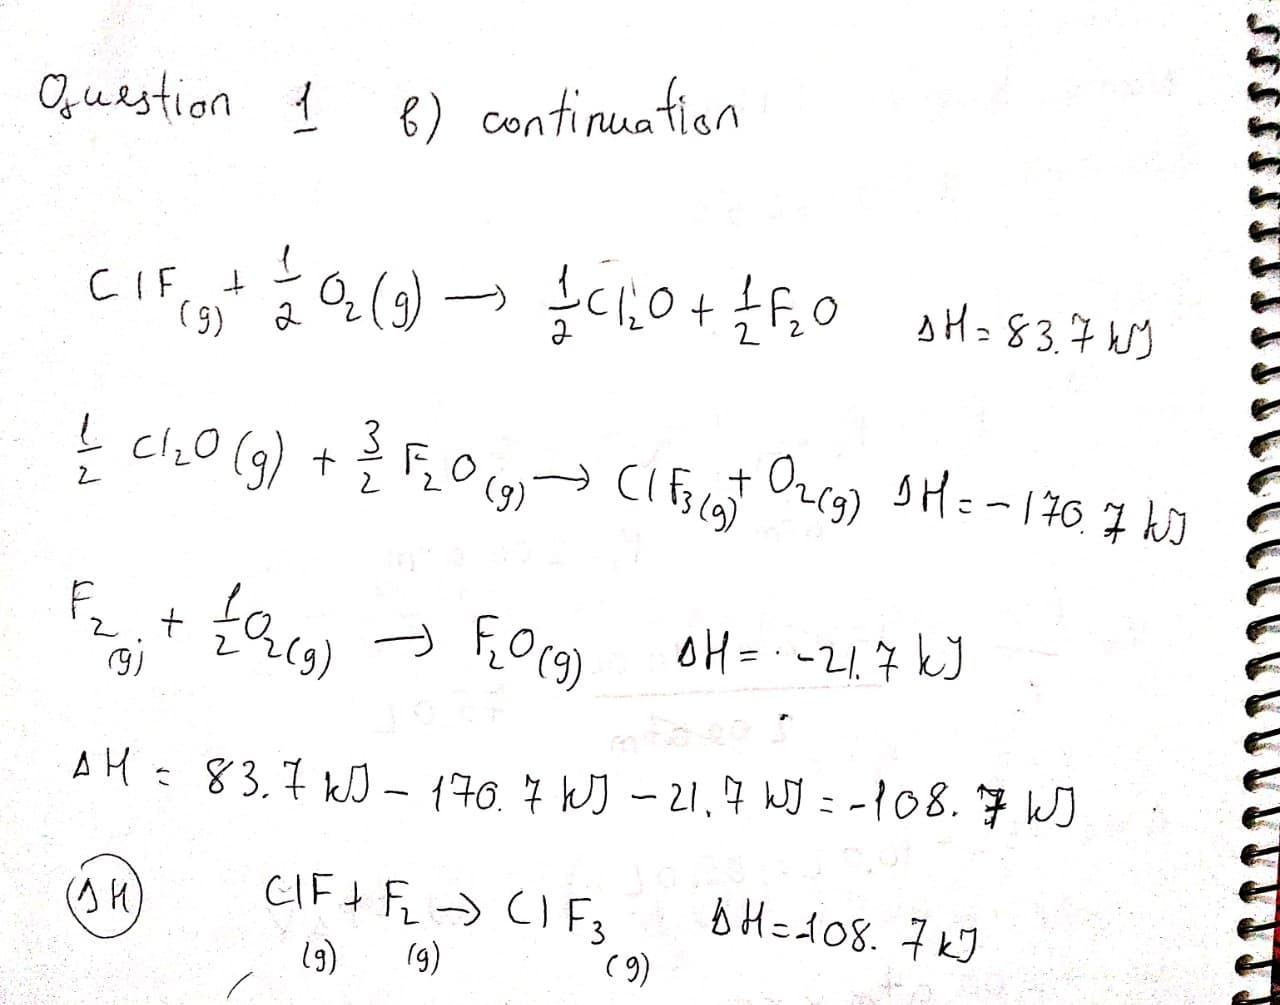 Question 1 b) continuation
ClF(g) + 1/2 O2(g) → 1/2 Cl2O + 1/2 F2O ΔH = 83.7 kJ
1/2 Cl2O(g) + 3/2 F2O(g) → ClF3(g) + O2(g) ΔH = -170.7 kJ
F2(g) + 1/2 O2(g) → F2O(g) ΔH = -21.7 kJ
ΔH = 83.7 kJ - 170.7 kJ - 21.7 kJ = -108.7 kJ
ΔH ClF(g) + F2(g) → ClF3(g) ΔH = -108.7 kJ